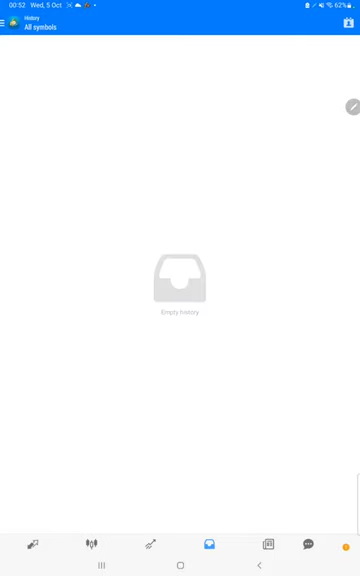 00:52 Wed, 5 Oct
62%
History
All symbols
Empty history